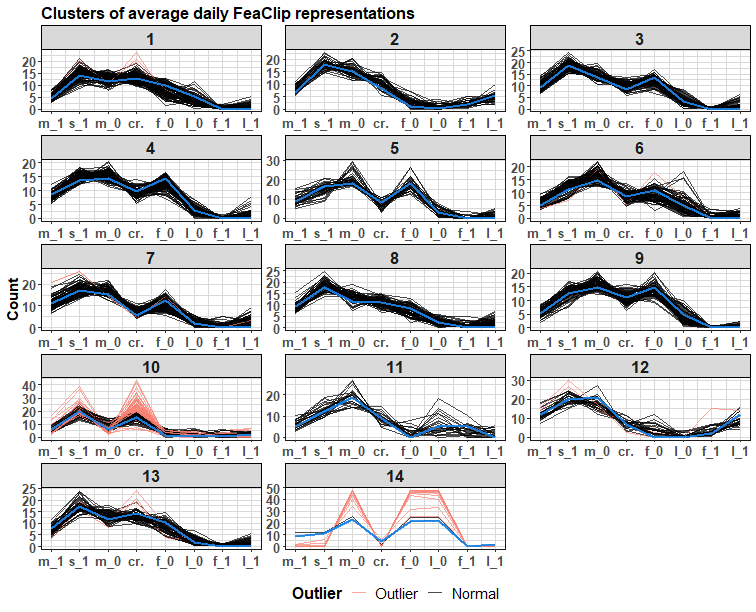 Clusters of average daily FeaClip representations
1 2 3
20 15 10 5 0
20 15 10 5 0
25 20 15 10 5 0
m_1 s_1 m_0 cr. f_0 l_0 f_1 l_1 m_1 s_1 m_0 cr. f_0 l_0 f_1 l_1 m_1 s_1 m_0 cr. f_0 l_0 f_1 l_1
4 5 6
20 15 10 5 0
30 20 10 0
20 15 10 5 0
m_1 s_1 m_0 cr. f_0 l_0 f_1 l_1 m_1 s_1 m_0 cr. f_0 l_0 f_1 l_1 m_1 s_1 m_0 cr. f_0 l_0 f_1 l_1
7 8 9
20 10 0
25 20 15 10 5 0
20 15 10 5 0
m_1 s_1 m_0 cr. f_0 l_0 f_1 l_1 m_1 s_1 m_0 cr. f_0 l_0 f_1 l_1 m_1 s_1 m_0 cr. f_0 l_0 f_1 l_1
Count
10 11 12
40 30 20 10 0
20 10 0
30 20 10 0
m_1 s_1 m_0 cr. f_0 l_0 f_1 l_1 m_1 s_1 m_0 cr. f_0 l_0 f_1 l_1 m_1 s_1 m_0 cr. f_0 l_0 f_1 l_1
13 14
25 20 15 10 5 0
50 40 30 20 10 0
m_1 s_1 m_0 cr. f_0 l_0 f_1 l_1 m_1 s_1 m_0 cr. f_0 l_0 f_1 l_1
Outlier Outlier Normal